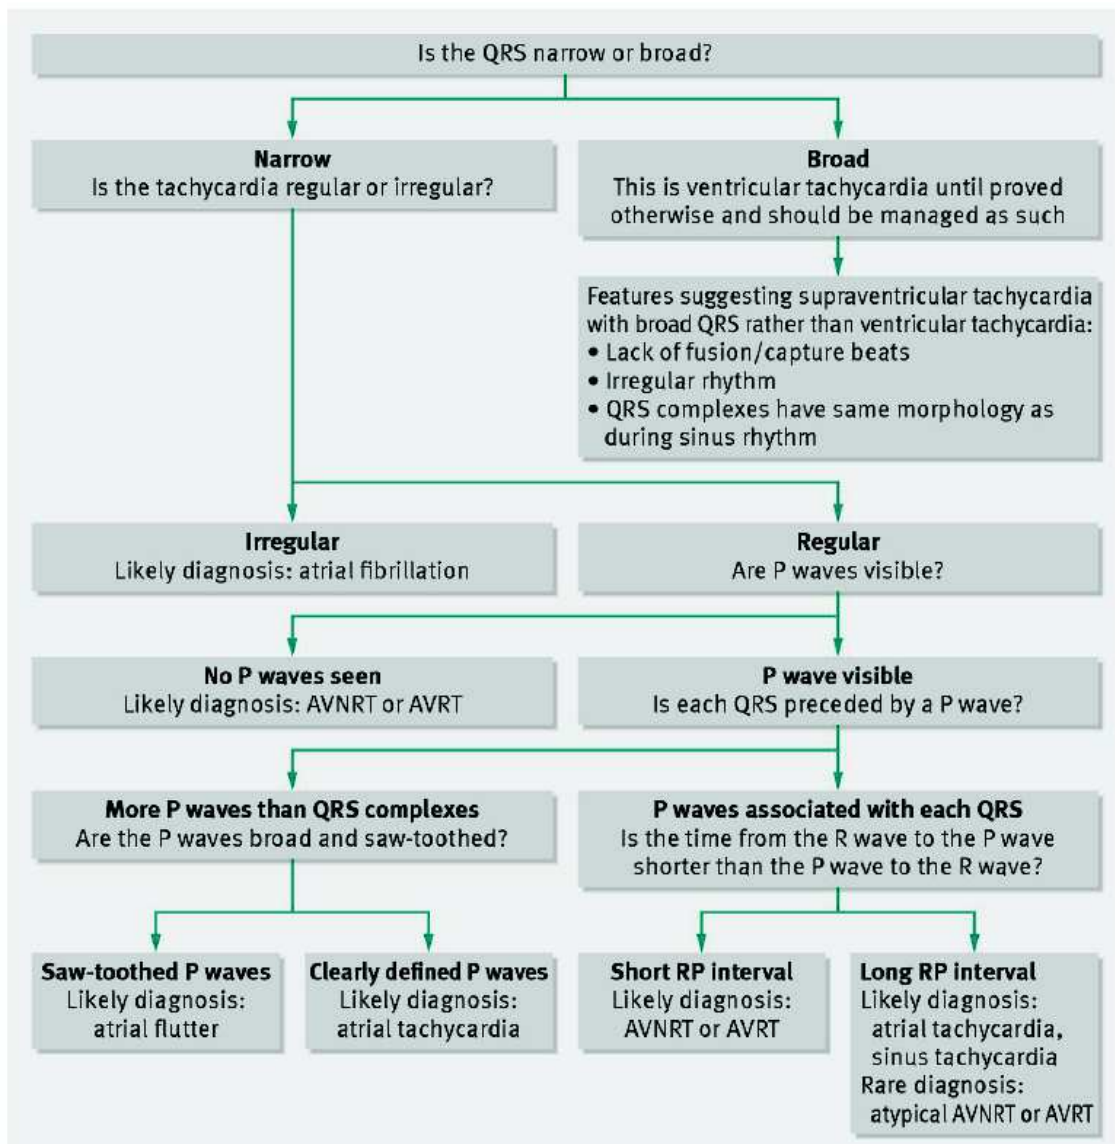 Is the QRS narrow or broad?
Narrow
Is the tachycardia regular or irregular?
Broad
This is ventricular tachycardia until proved
otherwise and should be managed as such
Features suggesting supraventricular tachycardia
with broad QRS rather than ventricular tachycardia:
• Lack of fusion/capture beats
• Irregular rhythm
• QRS complexes have same morphology as
during sinus rhythm
Irregular
Likely diagnosis: atrial fibrillation
Regular
Are P waves visible?
No P waves seen
Likely diagnosis: AVNRT or AVRT
P wave visible
Is each QRS preceded by a P wave?
More P waves than QRS complexes
Are the P waves broad and saw-toothed?
P waves associated with each QRS
Is the time from the R wave to the P wave
shorter than the P wave to the R wave?
Saw-toothed P waves
Likely diagnosis:
atrial flutter
Clearly defined P waves
Likely diagnosis:
atrial tachycardia
Short RP interval
Likely diagnosis:
AVNRT or AVRT
Long RP interval
Likely diagnosis:
atrial tachycardia,
sinus tachycardia
Rare diagnosis:
atypical AVNRT or AVRT